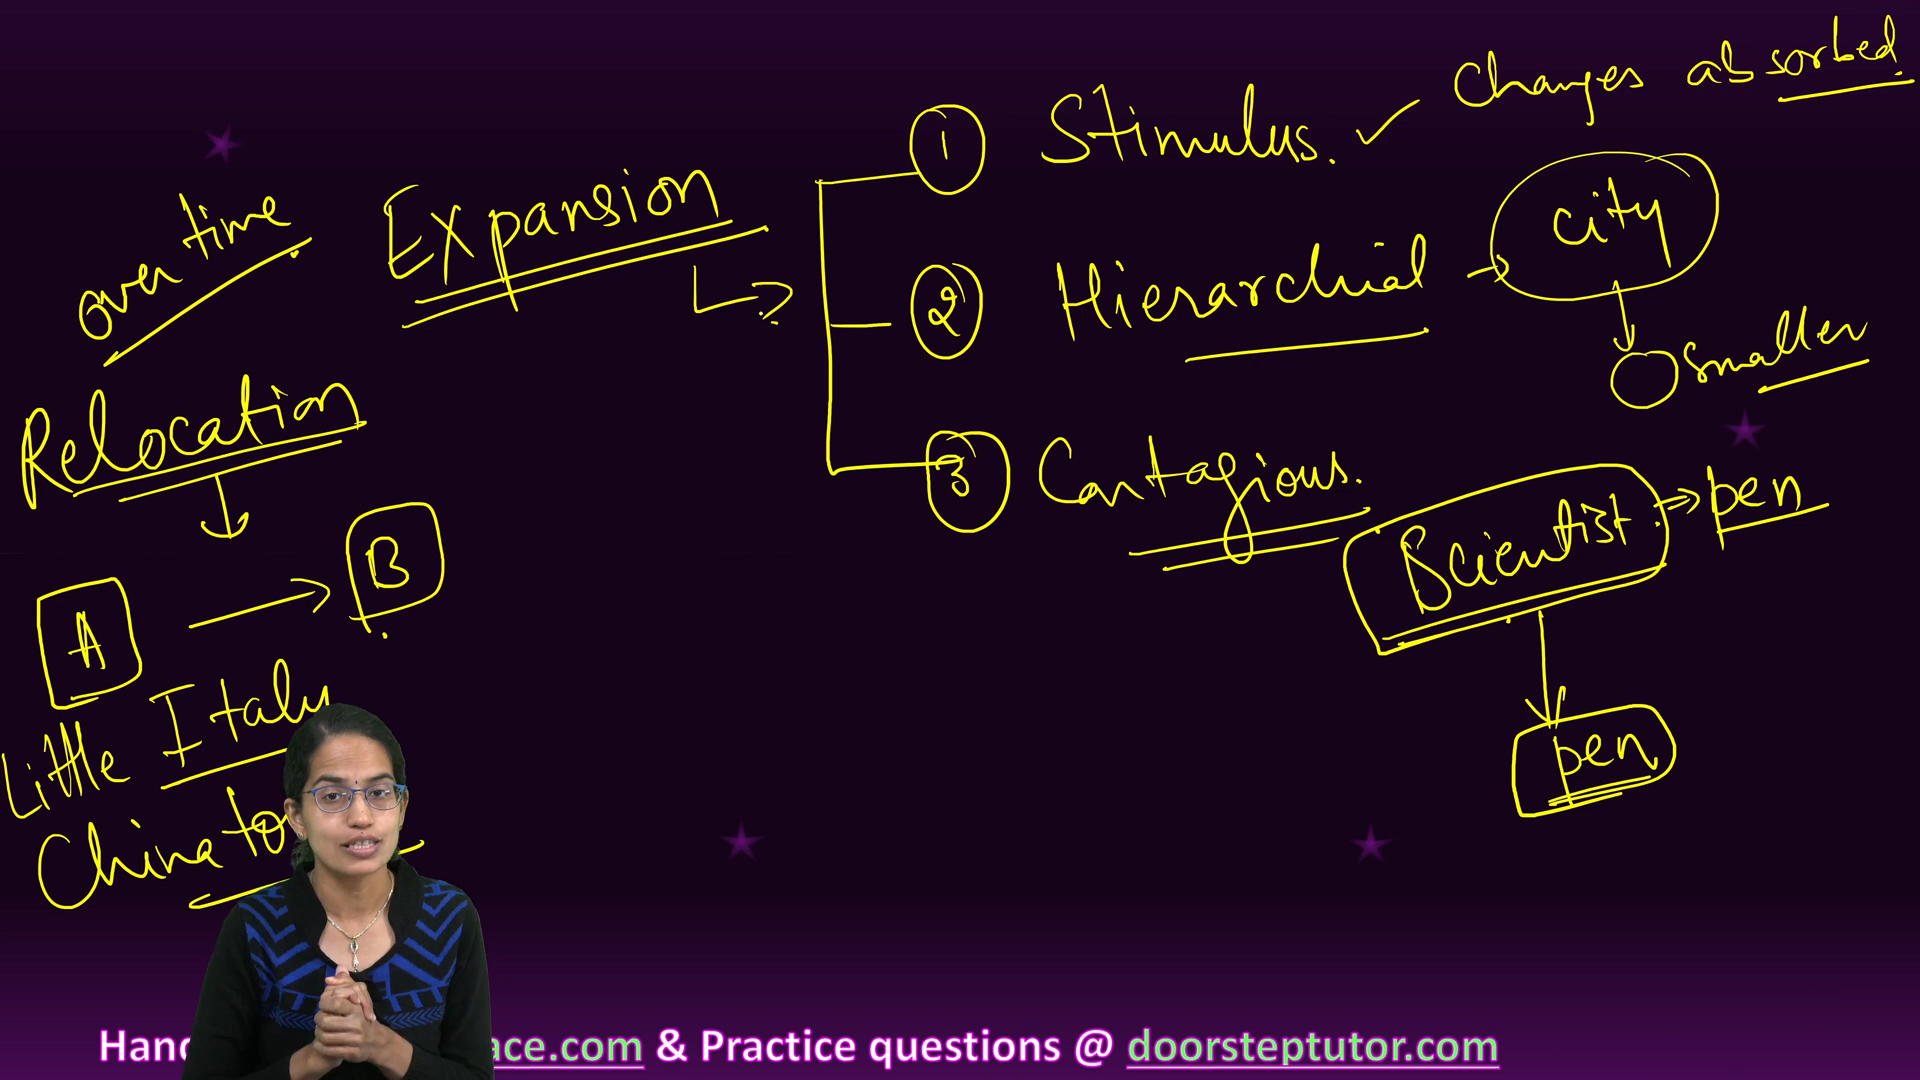 over time
Expansion
1 Stimulus. Changes absorbed
2 Hierarchial
City
smaller
3 Contagious.
Scientist pen
pen
Relocation
A B
Little Italy
China to
Hand
ace.com & Practice questions @ doorsteptutor.com